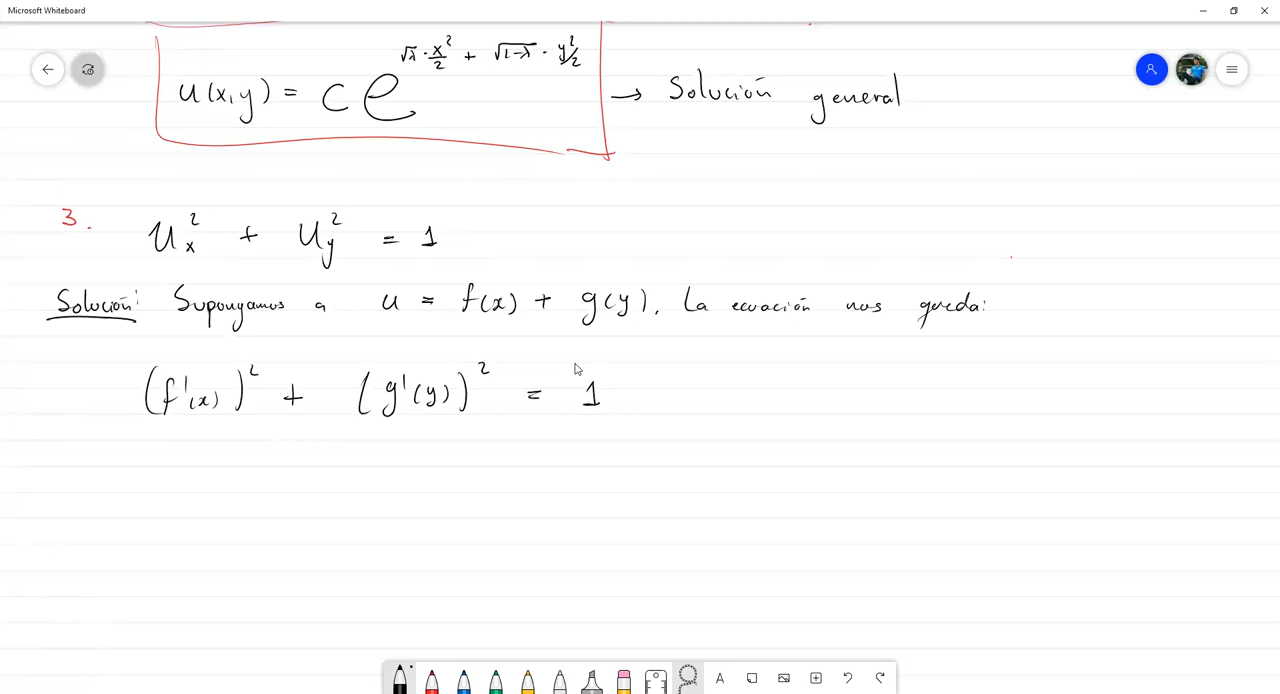 Microsoft Whiteboard
u(x,y) = c e^{√λ · x²/2 + √(1-λ) · y²/2} → Solución general
3. u_x² + u_y² = 1
Solución: Supongamos a u = f(x) + g(y). La ecuación nos queda:
(f'(x))² + (g'(y))² = 1